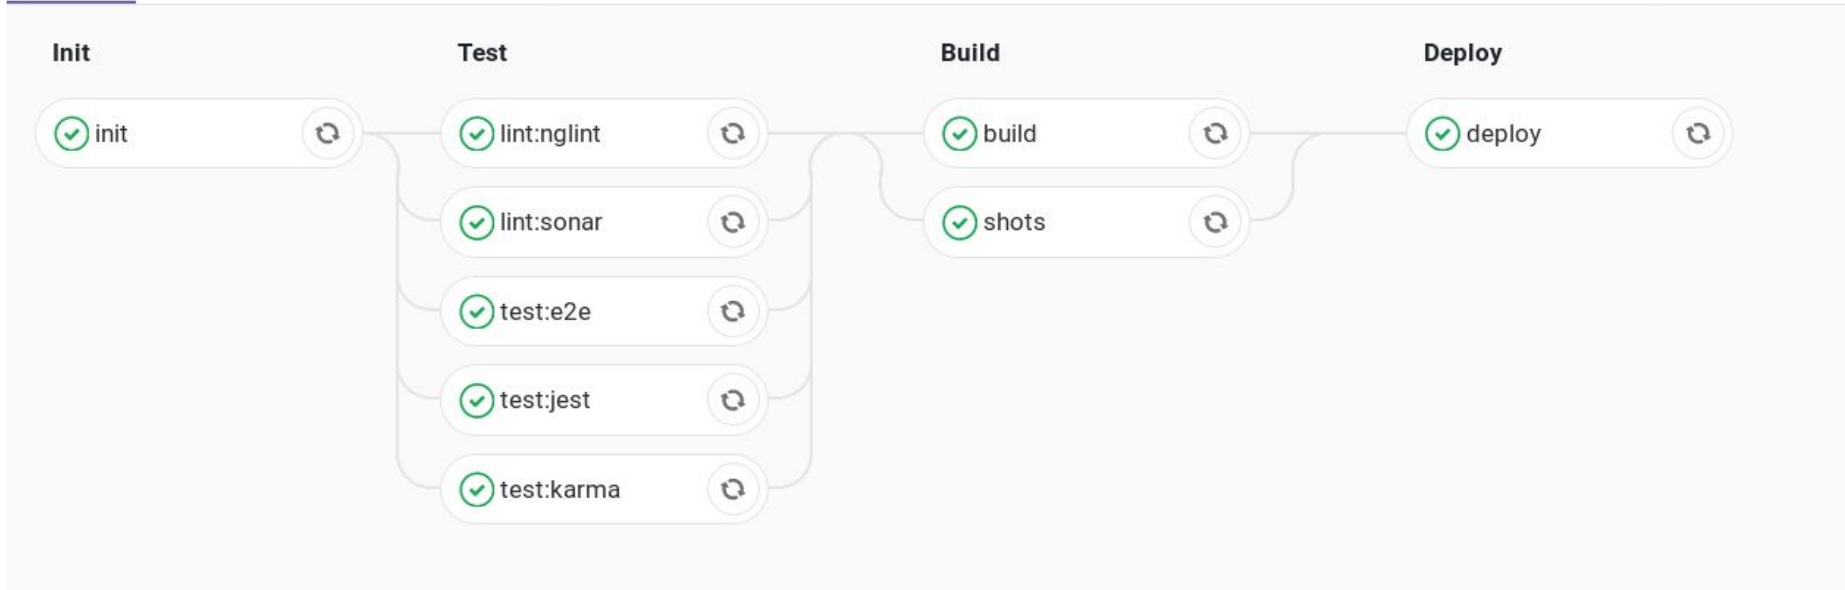 Init
Test
Build
Deploy
init
lint:nglint
build
deploy
lint:sonar
shots
test:e2e
test:jest
test:karma